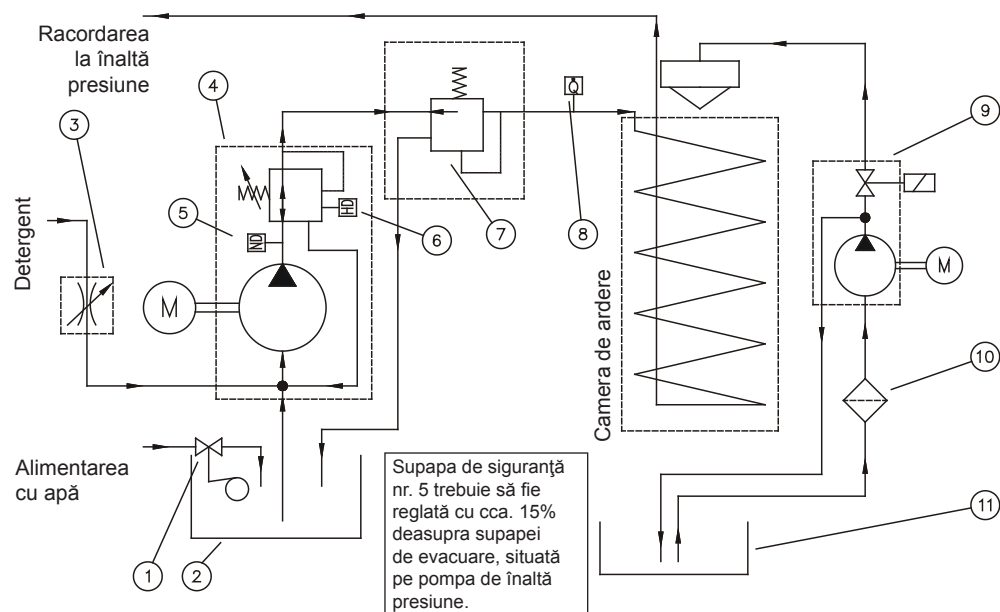 Racordarea
la înaltă
presiune
4
3
Detergent
5
ND
HD
6
M
7
Q
8
Camera de ardere
9
M
10
Alimentarea
cu apă
1
2
Supapa de siguranţă
nr. 5 trebuie să fie
reglată cu cca. 15%
deasupra supapei
de evacuare, situată
pe pompa de înaltă
presiune.
11